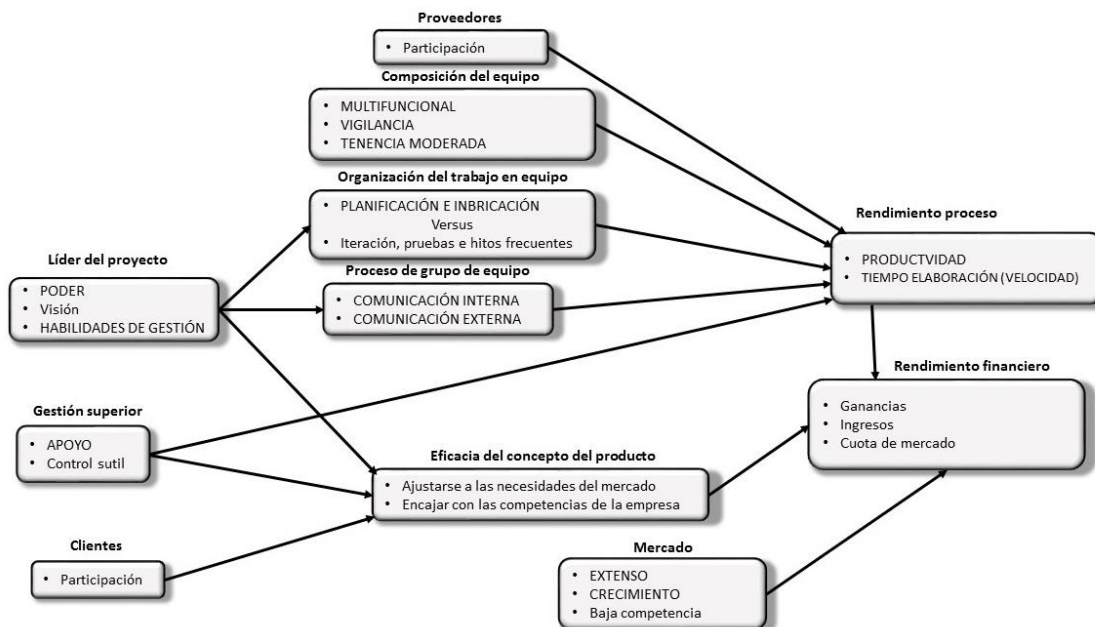 Proveedores
• Participación
Composición del equipo
• MULTIFUNCIONAL
• VIGILANCIA
• TENENCIA MODERADA
Organización del trabajo en equipo
• PLANIFICACIÓN E INBRICACIÓN
Versus
• Iteración, pruebas e hitos frecuentes
Proceso de grupo de equipo
• COMUNICACIÓN INTERNA
• COMUNICACIÓN EXTERNA
Líder del proyecto
• PODER
• Visión
• HABILIDADES DE GESTIÓN
Rendimiento proceso
• PRODUCTVIDAD
• TIEMPO ELABORACIÓN (VELOCIDAD)
Rendimiento financiero
• Ganancias
• Ingresos
• Cuota de mercado
Gestión superior
• APOYO
• Control sutil
Eficacia del concepto del producto
• Ajustarse a las necesidades del mercado
• Encajar con las competencias de la empresa
Clientes
• Participación
Mercado
• EXTENSO
• CRECIMIENTO
• Baja competencia